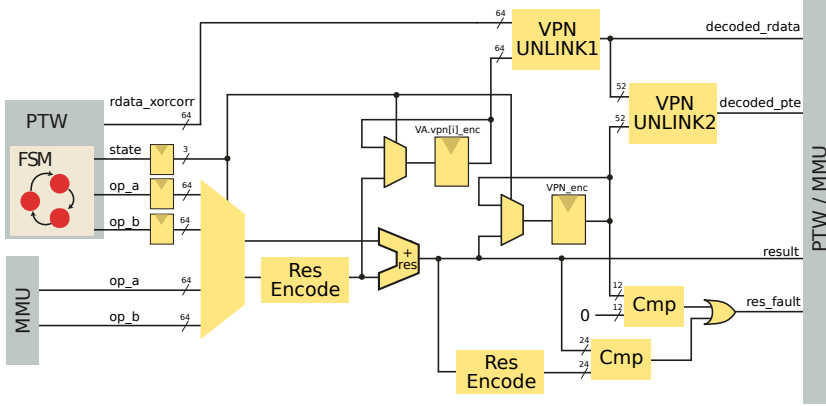 64
VPN
UNLINK1
decoded_rdata
64
rdata_xorcorr
64
52
VPN
UNLINK2
decoded_pte
52
PTW
VA.vpn[i]_enc
FSM
state
3
op_a
64
VPN_enc
op_b
64
PTW / MMU
+
res
result
Res
Encode
MMU
op_a
64
op_b
64
12
Cmp
0
12
res_fault
24
Cmp
24
Res
Encode